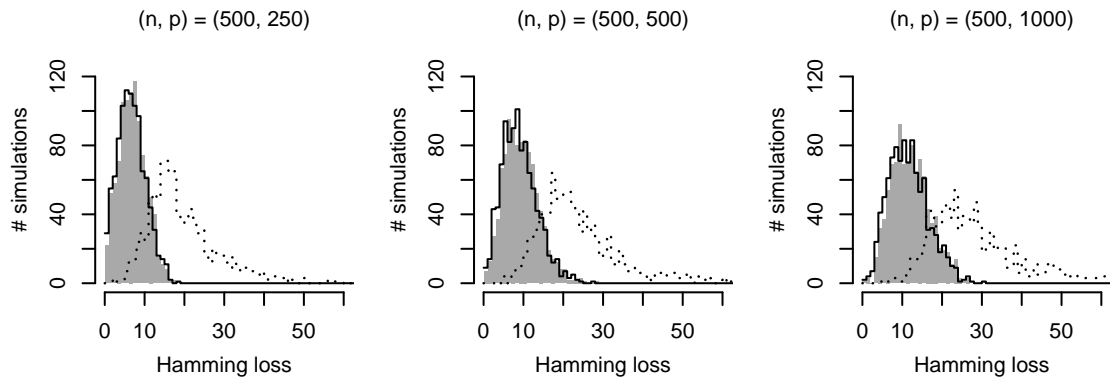 (n, p) = (500, 250)
120
80
40
0
# simulations
0 10 30 50
Hamming loss
(n, p) = (500, 500)
120
80
40
0
# simulations
0 10 30 50
Hamming loss
(n, p) = (500, 1000)
120
80
40
0
# simulations
0 10 30 50
Hamming loss